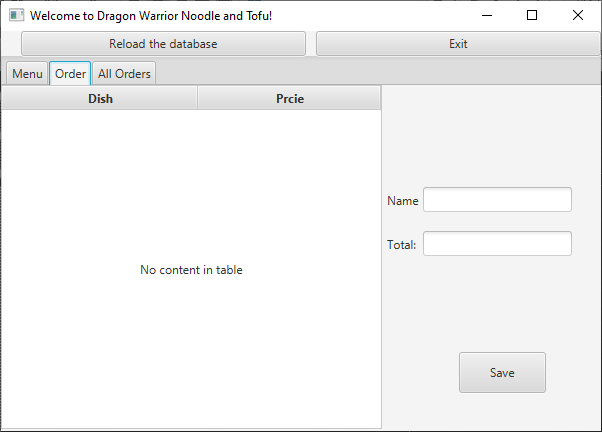 Welcome to Dragon Warrior Noodle and Tofu!
Reload the database Exit
Menu Order All Orders
Dish Prcie
Name
Total:
No content in table
Save